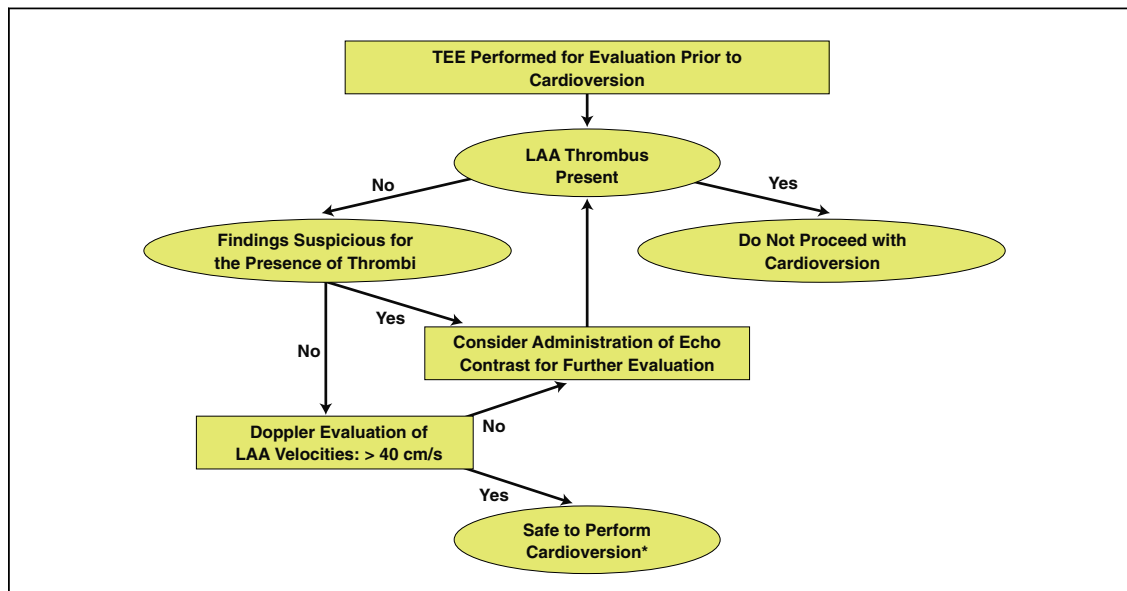 TEE Performed for Evaluation Prior to
Cardioversion
LAA Thrombus
Present
No
Yes
Findings Suspicious for
the Presence of Thrombi
Do Not Proceed with
Cardioversion
Yes
No
Consider Administration of Echo
Contrast for Further Evaluation
Doppler Evaluation of
LAA Velocities: > 40 cm/s
No
Yes
Safe to Perform
Cardioversion*